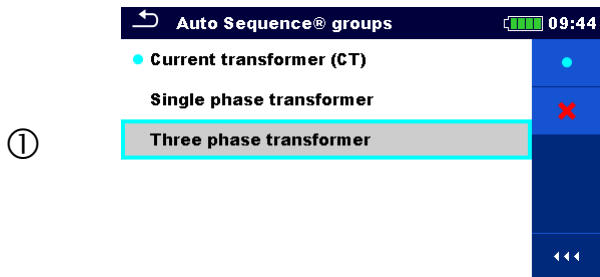 Auto Sequence® groups 09:44
Current transformer (CT)
Single phase transformer
Three phase transformer
①